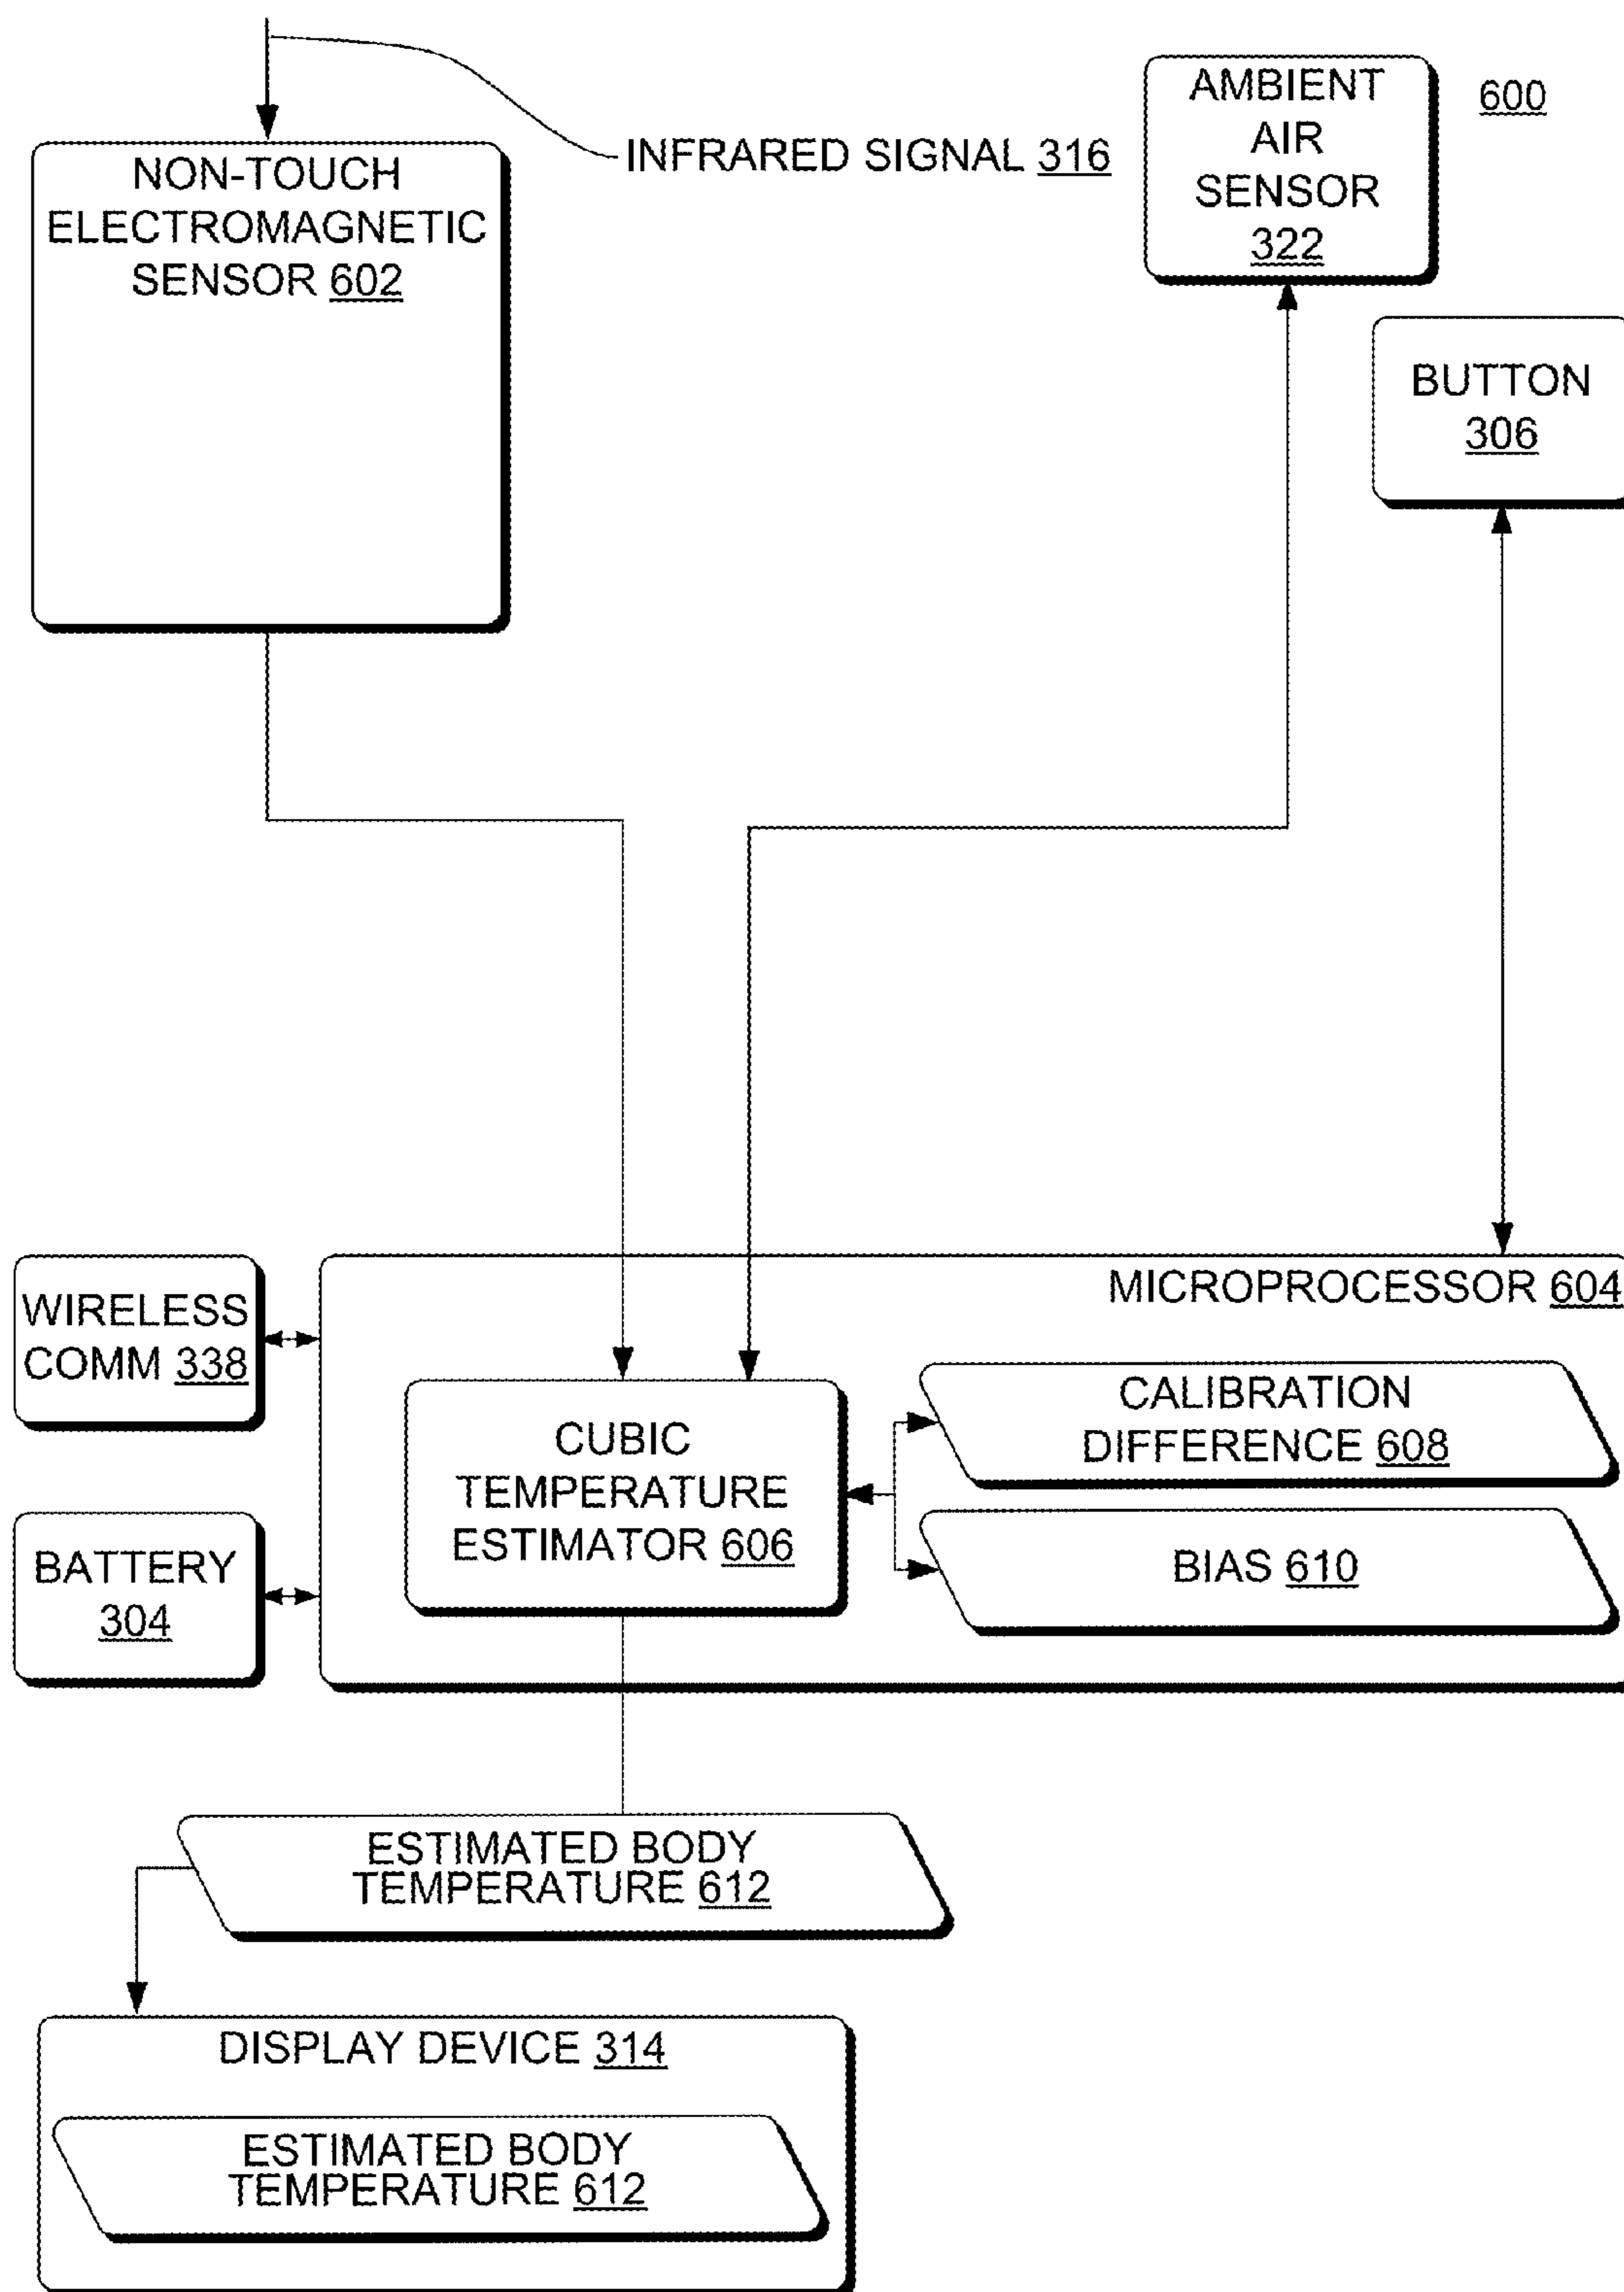 AMBIENT
AIR
SENSOR
322
600
NON-TOUCH
ELECTROMAGNETIC
SENSOR 602
INFRARED SIGNAL 316
BUTTON
306
MICROPROCESSOR 604
WIRELESS
COMM 338
CALIBRATION
DIFFERENCE 608
CUBIC
TEMPERATURE
ESTIMATOR 606
BATTERY
304
BIAS 610
ESTIMATED BODY
TEMPERATURE 612
DISPLAY DEVICE 314
ESTIMATED BODY
TEMPERATURE 612